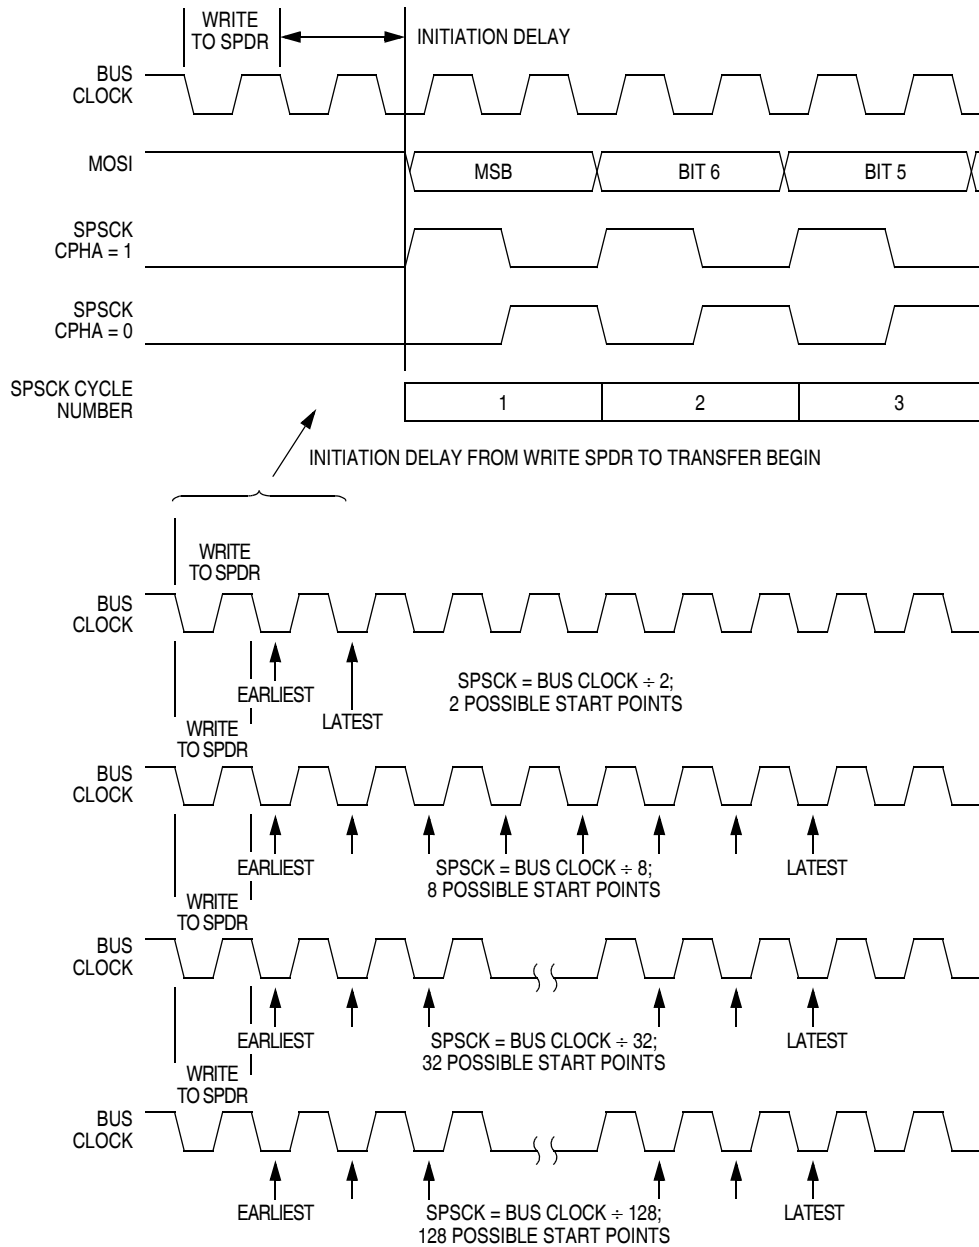 WRITE
TO SPDR
INITIATION DELAY
BUS
CLOCK
MOSI
MSB
BIT 6
BIT 5
SPSCK
CPHA = 1
SPSCK
CPHA = 0
SPSCK CYCLE
NUMBER
1
2
3
INITIATION DELAY FROM WRITE SPDR TO TRANSFER BEGIN
WRITE
TO SPDR
BUS
CLOCK
EARLIEST
LATEST
SPSCK = BUS CLOCK ÷ 2;
2 POSSIBLE START POINTS
WRITE
TO SPDR
BUS
CLOCK
EARLIEST
SPSCK = BUS CLOCK ÷ 8;
8 POSSIBLE START POINTS
LATEST
WRITE
TO SPDR
BUS
CLOCK
EARLIEST
SPSCK = BUS CLOCK ÷ 32;
32 POSSIBLE START POINTS
LATEST
WRITE
TO SPDR
BUS
CLOCK
EARLIEST
SPSCK = BUS CLOCK ÷ 128;
128 POSSIBLE START POINTS
LATEST